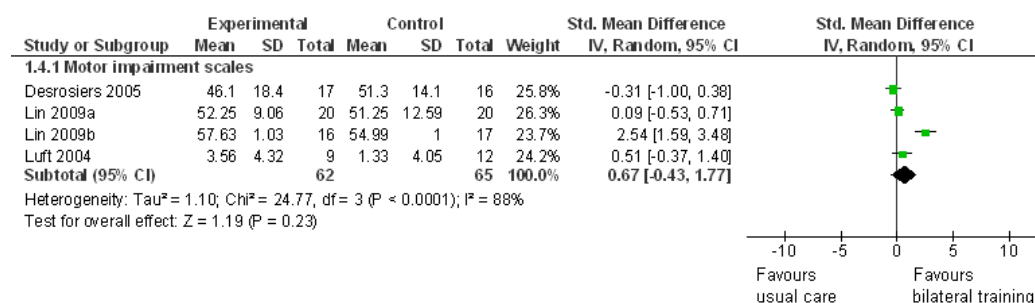 Experimental Control Std. Mean Difference Std. Mean Difference
Study or Subgroup Mean SD Total Mean SD Total Weight IV, Random, 95% CI IV, Random, 95% CI
1.4.1 Motor impairment scales
Desrosiers 2005 46.1 18.4 17 51.3 14.1 16 25.8% -0.31 [-1.00, 0.38]
Lin 2009a 52.25 9.06 20 51.25 12.59 20 26.3% 0.09 [-0.53, 0.71]
Lin 2009b 57.63 1.03 16 54.99 1 17 23.7% 2.54 [1.59, 3.48]
Luft 2004 3.56 4.32 9 1.33 4.05 12 24.2% 0.51 [-0.37, 1.40]
Subtotal (95% CI) 62 65 100.0% 0.67 [-0.43, 1.77]
Heterogeneity: Tau² = 1.10; Chi² = 24.77, df = 3 (P < 0.0001); I² = 88%
Test for overall effect: Z = 1.19 (P = 0.23)
-10 -5 0 5 10
Favours Favours
usual care bilateral training